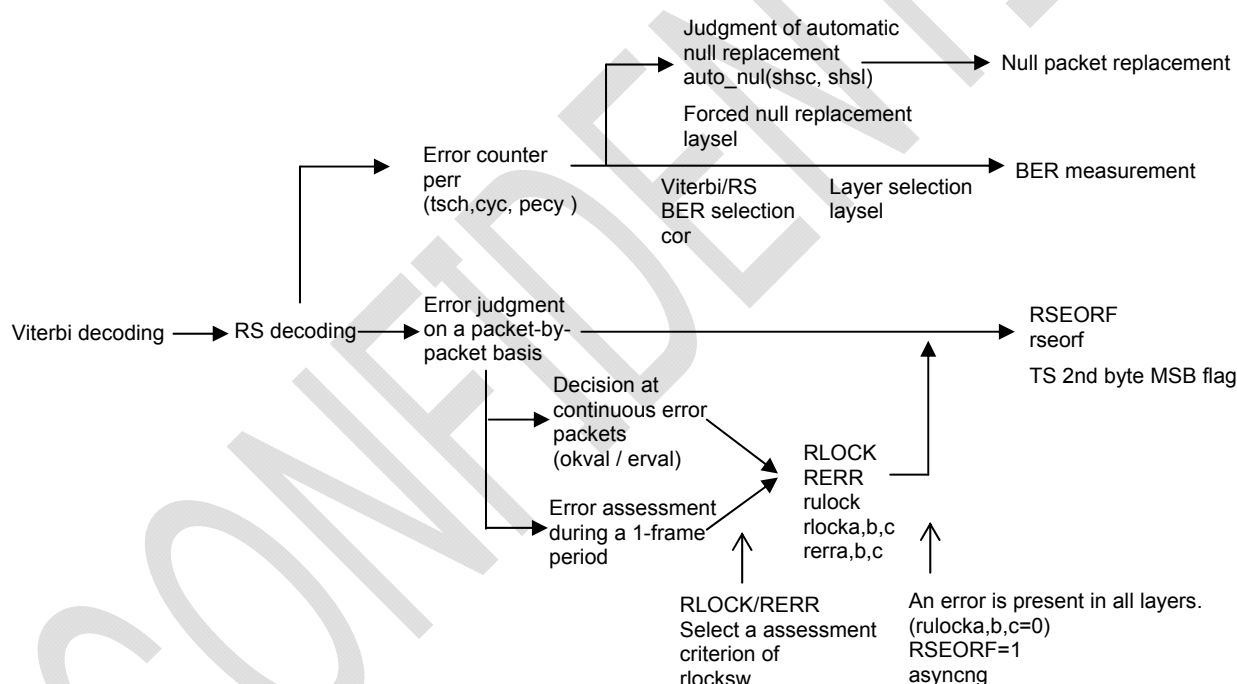 Judgment of automatic
null replacement
auto_nul(shsc, shsl)
Null packet replacement
Forced null replacement
laysel
Error counter
perr
(tsch,cyc, pecy )
BER measurement
Viterbi/RS
BER selection
cor
Layer selection
laysel
Viterbi decoding
RS decoding
Error judgment
on a packet-by-
packet basis
RSEORF
rseorf
TS 2nd byte MSB flag
Decision at
continuous error
packets
(okval / erval)
Error assessment
during a 1-frame
period
RLOCK
RERR
rulock
rlocka,b,c
rerra,b,c
RLOCK/RERR
Select a assessment
criterion of
rlocksw
An error is present in all layers.
(rulocka,b,c=0)
RSEORF=1
asyncng
CONFIDEN